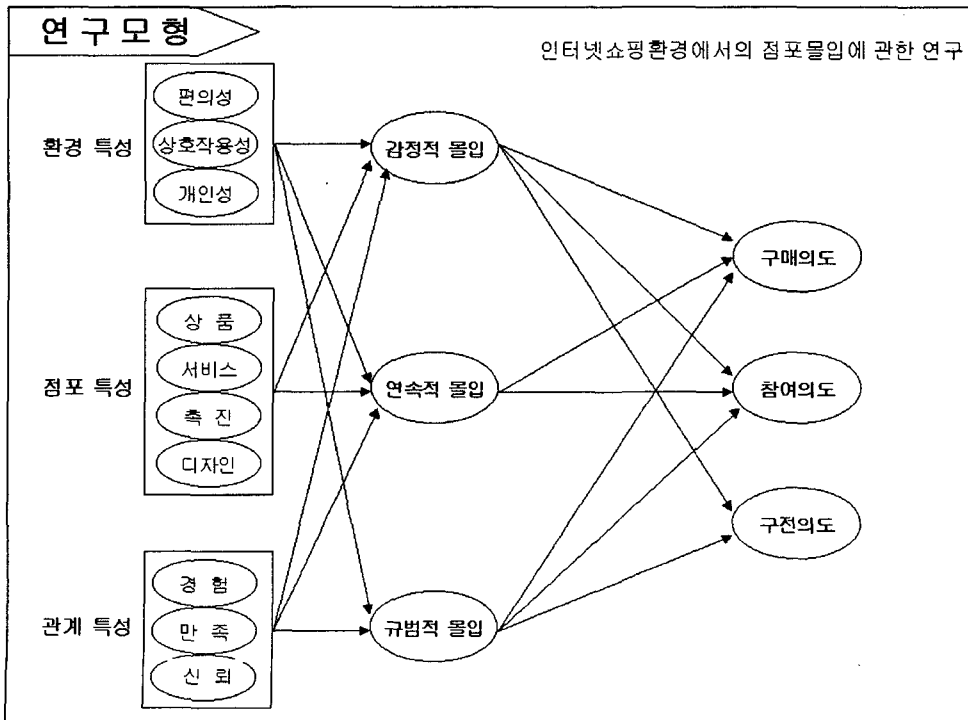 연구모형
인터넷쇼핑환경에서의 점포몰입에 관한 연구
환경 특성
편의성
상호작용성
개인성
점포 특성
상 품
서비스
촉 진
디자인
관계 특성
경 험
만 족
신 뢰
감정적 몰입
연속적 몰입
규범적 몰입
구매의도
참여의도
구전의도